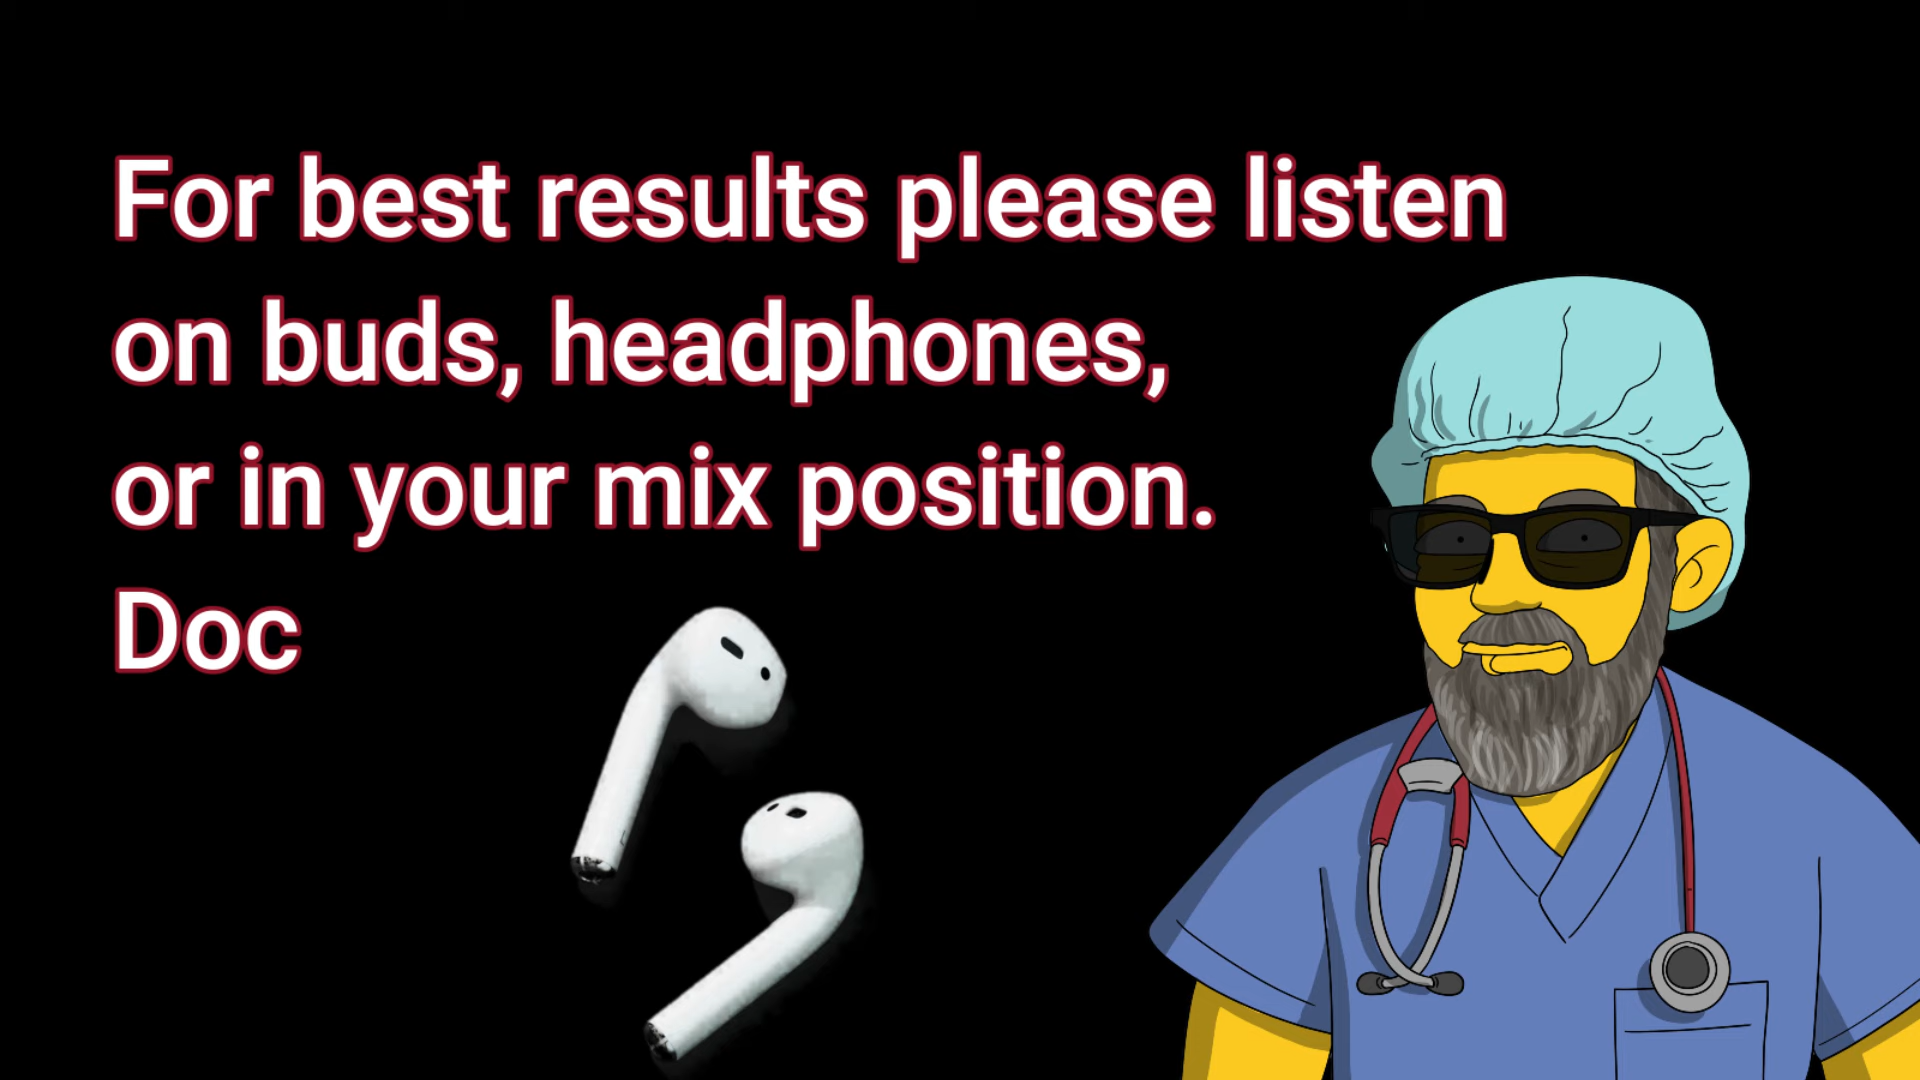 For best results please listen
on buds, headphones,
or in your mix position.
Doc